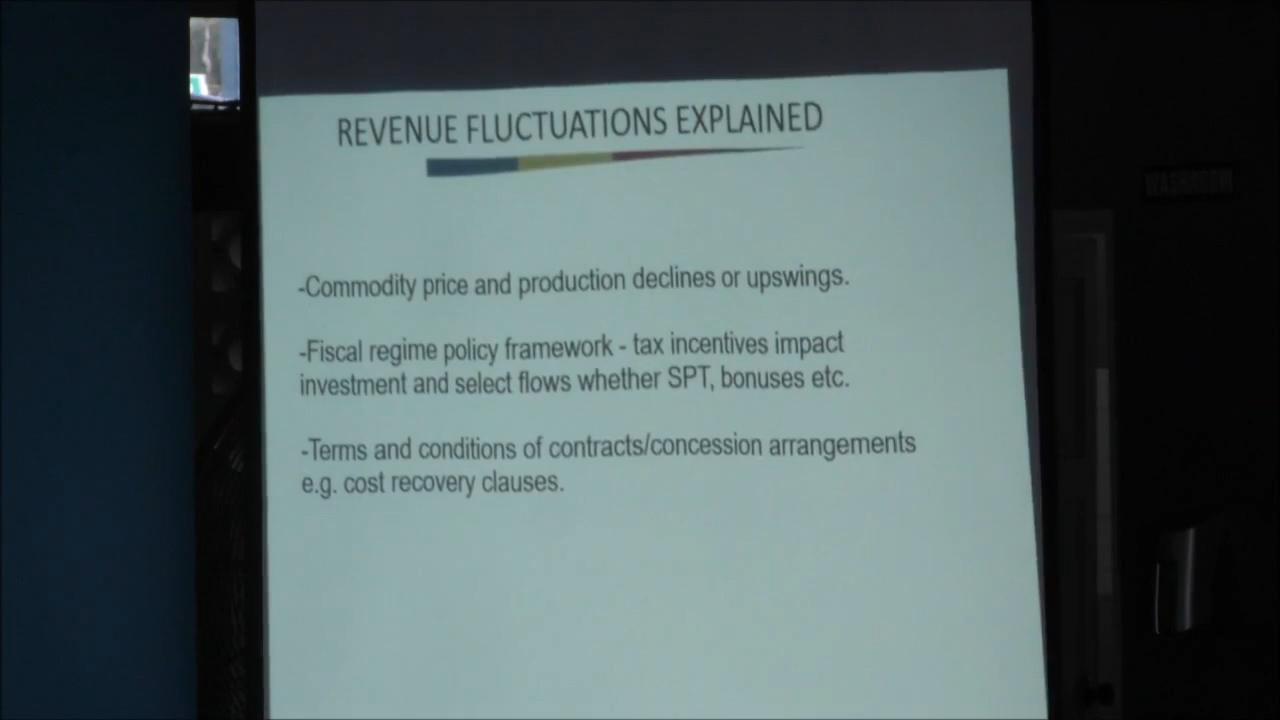 REVENUE FLUCTUATIONS EXPLAINED
-Commodity price and production declines or upswings.
-Fiscal regime policy framework - tax incentives impact
investment and select flows whether SPT, bonuses etc.
-Terms and conditions of contracts/concession arrangements
e.g. cost recovery clauses.